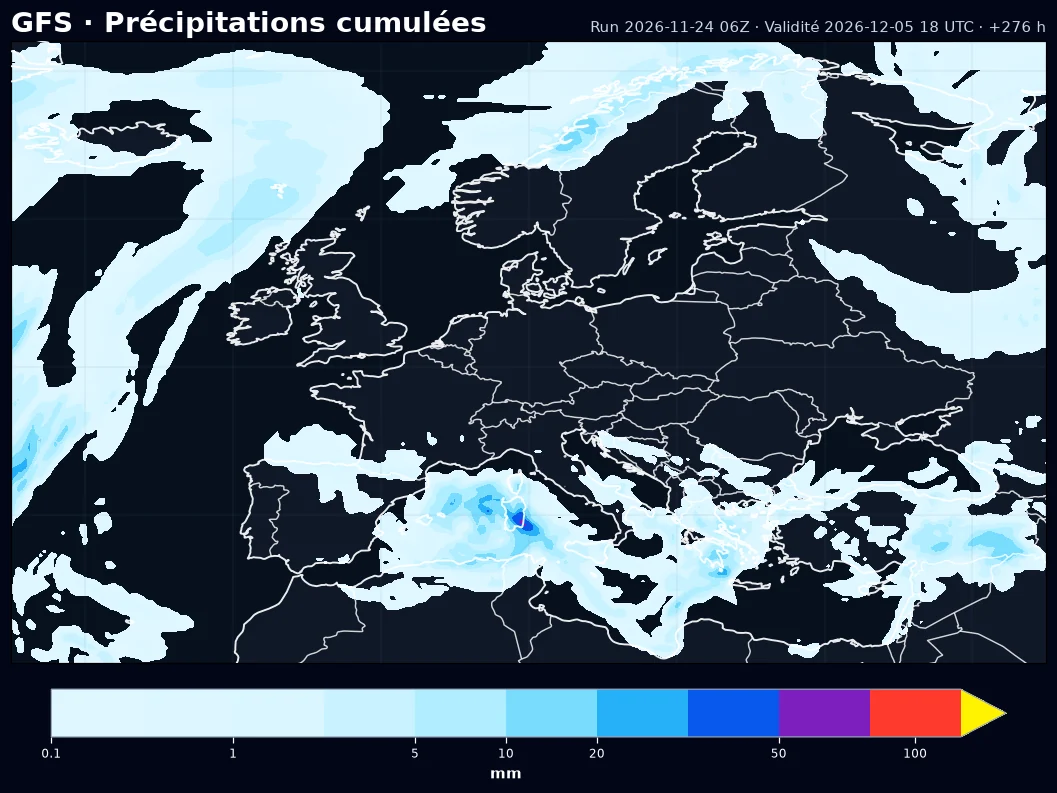 GFS · Précipitations cumulées
Run 2026-11-24 06Z · Validité 2026-12-05 18 UTC · +276 h
0.1 1 5 10 20 50 100
mm